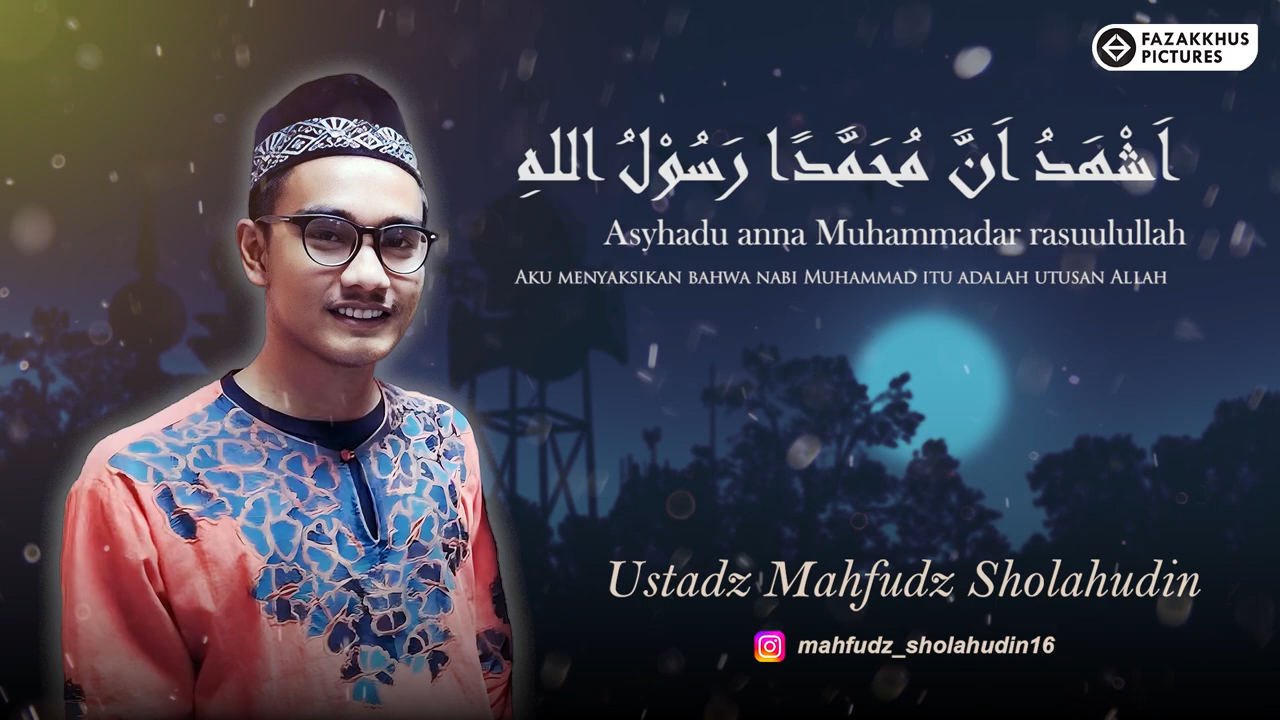 FAZAKKHUS
PICTURES
اَشْهَدُ اَنَّ مُحَمَّدًا رَسُوْلُ اللهِ
Asyhadu anna Muhammadar rasuulullah
Aku menyaksikan bahwa nabi Muhammad itu adalah utusan Allah
Ustadz Mahfudz Sholahudin
mahfudz_sholahudin16